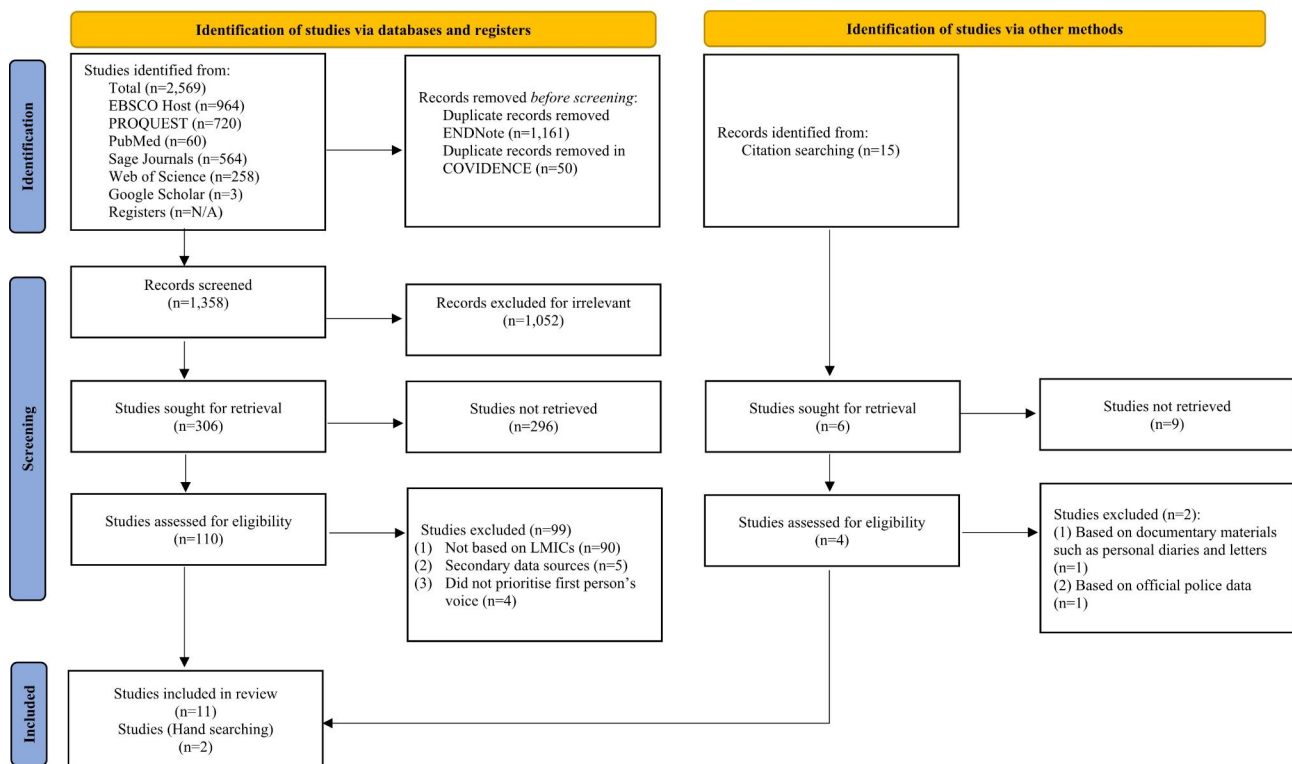 Identification of studies via databases and registers
Identification of studies via other methods
Identification
Studies identified from:
Total (n=2,569)
EBSCO Host (n=964)
PROQUEST (n=720)
PubMed (n=60)
Sage Journals (n=564)
Web of Science (n=258)
Google Scholar (n=3)
Registers (n=N/A)
Records removed before screening:
Duplicate records removed
ENDNote (n=1,161)
Duplicate records removed in
COVIDENCE (n=50)
Records identified from:
Citation searching (n=15)
Screening
Records screened
(n=1,358)
Records excluded for irrelevant
(n=1,052)
Studies sought for retrieval
(n=306)
Studies not retrieved
(n=296)
Studies sought for retrieval
(n=6)
Studies not retrieved
(n=9)
Studies assessed for eligibility
(n=110)
Studies excluded (n=99)
(1) Not based on LMICs (n=90)
(2) Secondary data sources (n=5)
(3) Did not prioritise first person's
voice (n=4)
Studies assessed for eligibility
(n=4)
Studies excluded (n=2):
(1) Based on documentary materials
such as personal diaries and letters
(n=1)
(2) Based on official police data
(n=1)
Included
Studies included in review
(n=11)
Studies (Hand searching)
(n=2)